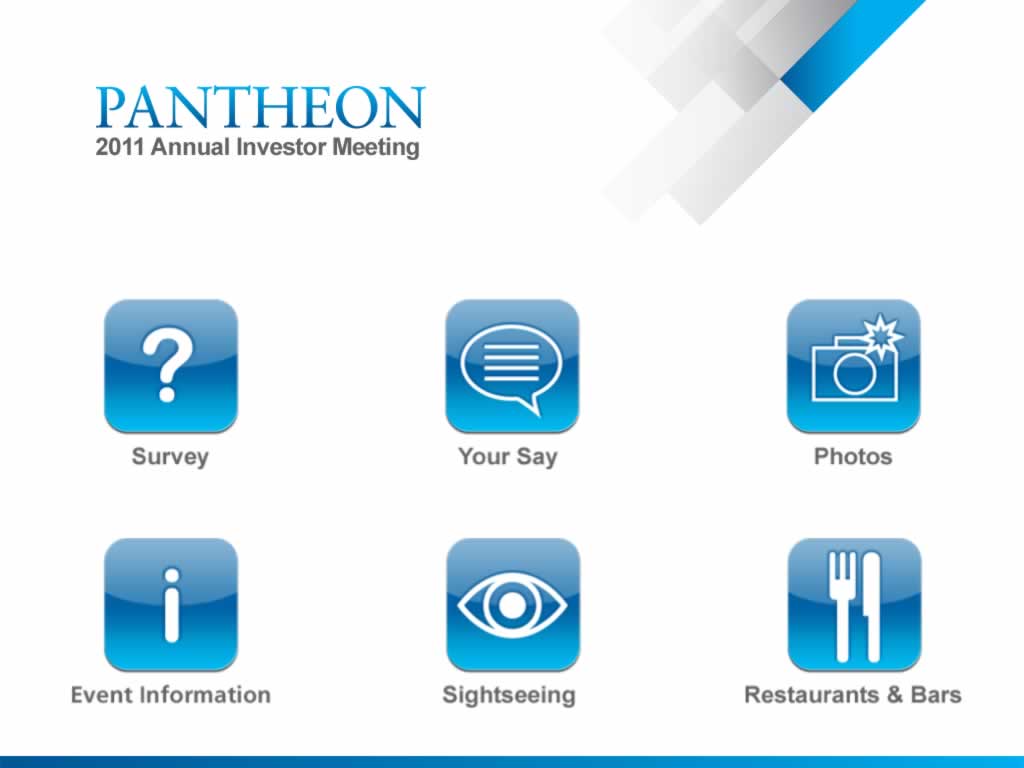 PANTHEON
2011 Annual Investor Meeting
Survey
Your Say
Photos
Event Information
Sightseeing
Restaurants & Bars